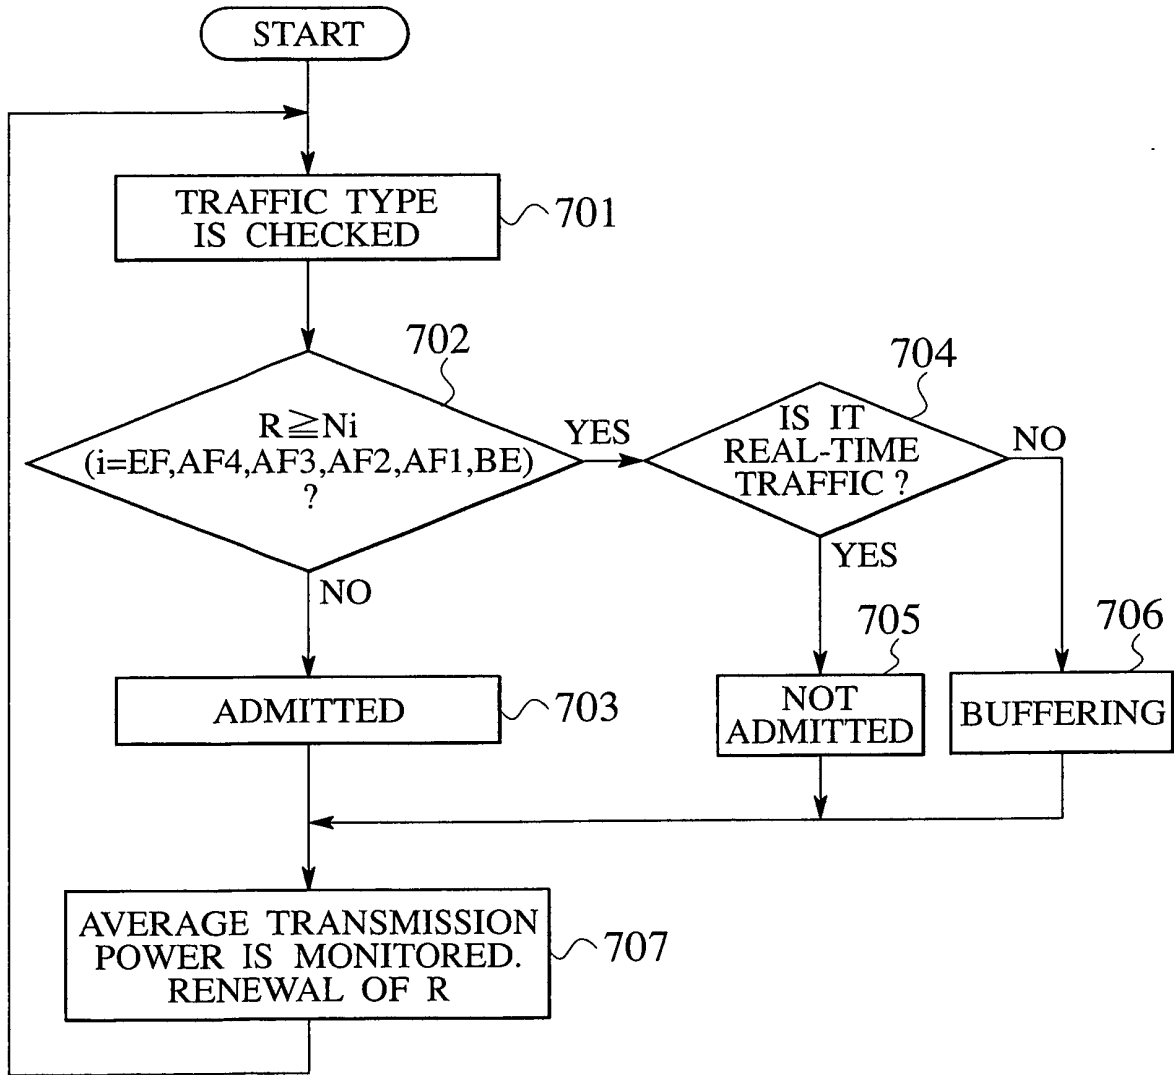 START
TRAFFIC TYPE
IS CHECKED
701
702
R≧Ni
(i=EF,AF4,AF3,AF2,AF1,BE)
?
YES
NO
704
IS IT
REAL-TIME
TRAFFIC ?
NO
YES
ADMITTED
703
705
NOT
ADMITTED
706
BUFFERING
AVERAGE TRANSMISSION
POWER IS MONITORED.
RENEWAL OF R
707